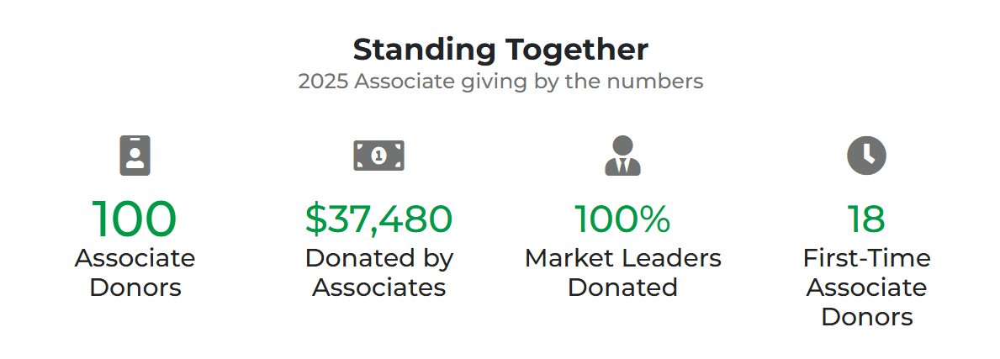 Standing Together
2025 Associate giving by the numbers
1
100
Associate
Donors
$37,480
Donated by
Associates
100%
Market Leaders
Donated
18
First-Time
Associate
Donors